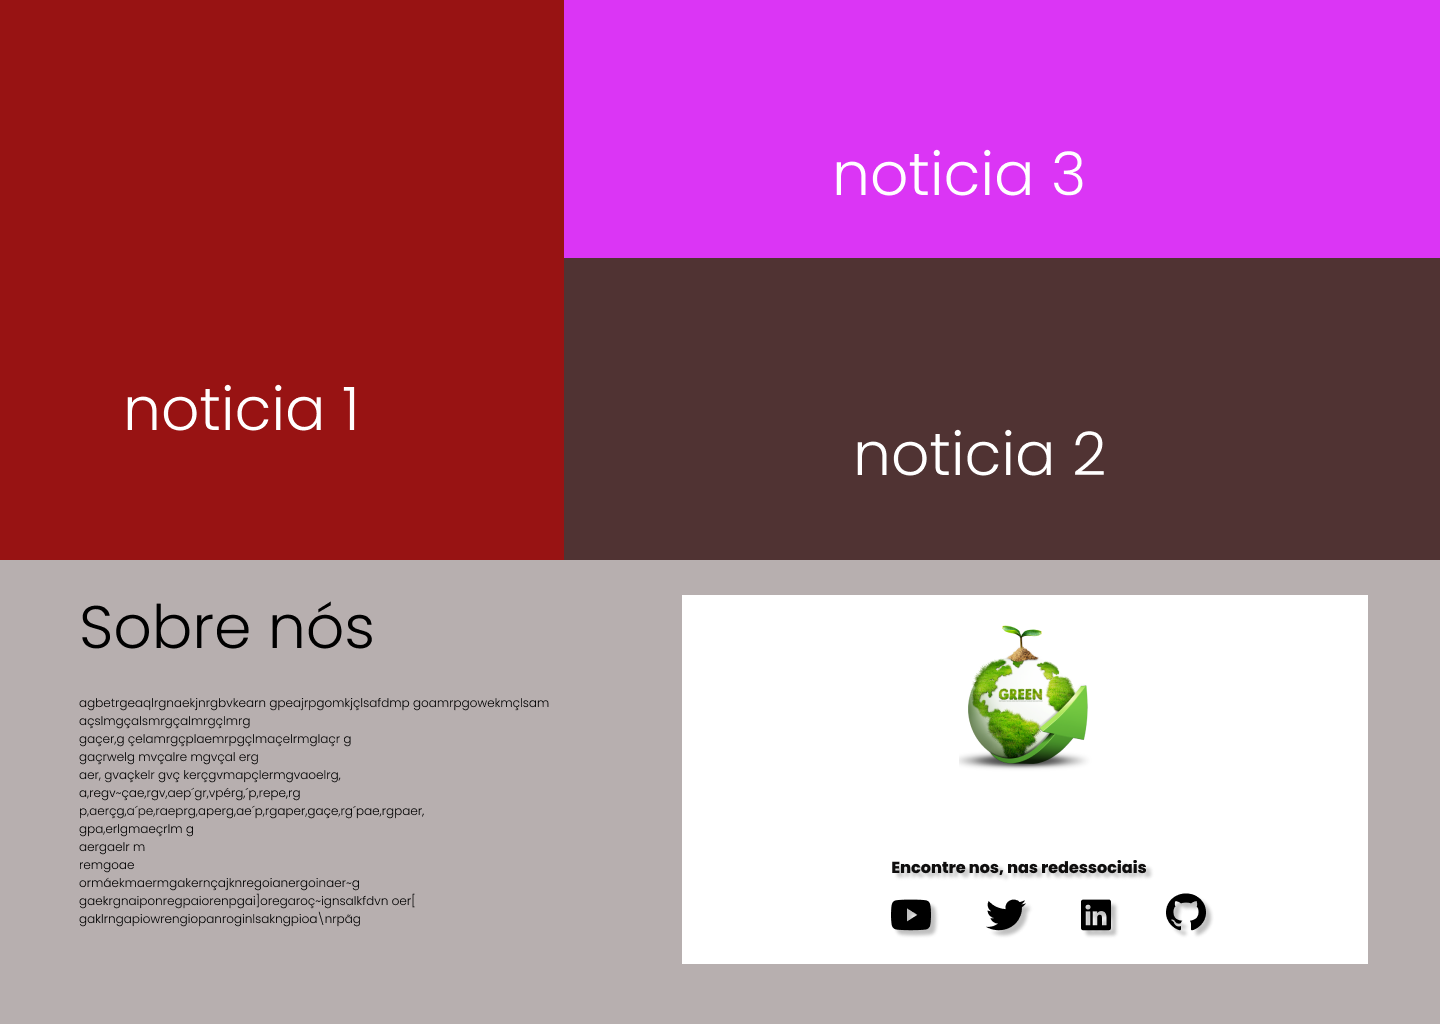 noticia 3
noticia 1
noticia 2
Sobre nós
agbetrgeaqlrgnaekjnrgbvkearn gpeajrpgomkjçlsafdmp goamrpgowekmçlsam
açslmgçalsmrgçalmrgçlmrg
gaçer,g çelamrgçplaemrpgçlmaçelrmglaçr g
gaçrwelg mvçalre mgvçal erg
aer, gvaçkelr gvç kerçgvmapçlermgvaoelrg,
a,regv~çae,rgv,aep´gr,vpérg,´p,repe,rg
p,aerçg,a´pe,raeprg,aperg,ae´p,rgaper,gaçe,rg´pae,rgpaer,
gpa,erlgmaeçrlm g
aergaelr m
remgoae
ormáekmaermgakernçajknregoianergoinaer~g
gaekrgnaiponregpaiorenpgai]oregaroç~ignsalkfdvn oer[
gaklrngapiowrengiopanroginlsakngpioa\nrpãg
GREEN
Encontre nos, nas redessociais